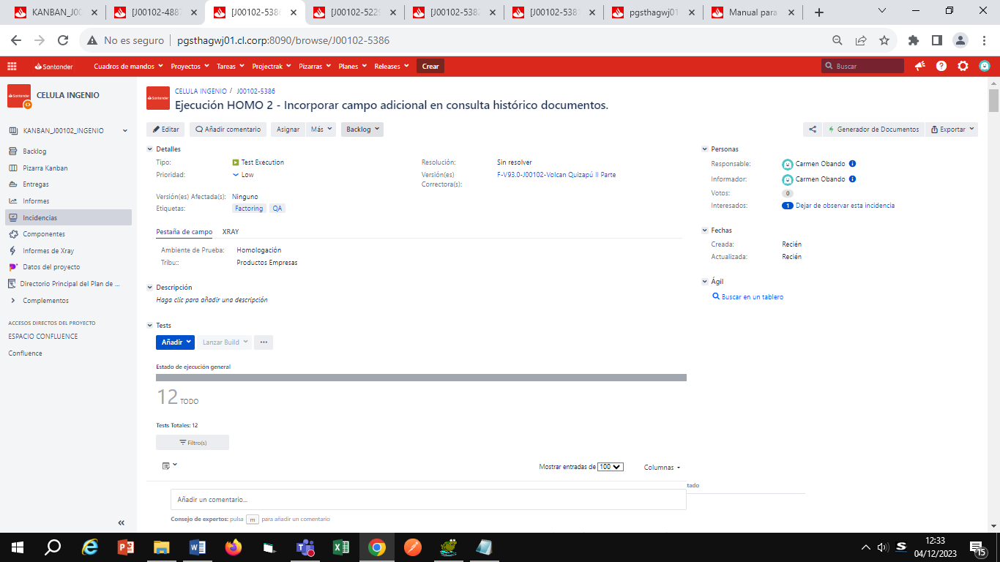 KANBAN_J00
[J00102-4887
[J00102-5386
[J00102-5229
[J00102-5382
[J00102-5381
pgsthagwj01
Manual para
No es seguro | pgsthagwj01.cl.corp:8090/browse/J00102-5386
Santander Cuadros de mandos Proyectos Tareas Projectrak Pizarras Planes Releases Crear Buscar
CELULA INGENIO
KANBAN_J00102_INGENIO
Backlog
Pizarra Kanban
Entregas
Informes
Incidencias
Componentes
Informes de Xray
Datos del proyecto
Directorio Principal del Plan de ...
Complementos
ACCESOS DIRECTOS DEL PROYECTO
ESPACIO CONFLUENCE
Confluence
CELULA INGENIO / J00102-5386
Ejecución HOMO 2 - Incorporar campo adicional en consulta histórico documentos.
Editar Añadir comentario Asignar Más Backlog Generador de Documentos Exportar
Detalles
Tipo: Test Execution
Prioridad: Low
Versión(es) Afectada(s): Ninguno
Etiquetas: Factoring QA
Resolución: Sin resolver
Versión(es) Correctora(s): F-V93.0-J00102-Volcan Quizapú II Parte
Pestaña de campo XRAY
Ambiente de Prueba: Homologación
Tribu:: Productos Empresas
Descripción
Haga clic para añadir una descripción
Tests
Añadir Lanzar Build ...
Estado de ejecución general
12 TODO
Tests Totales: 12
Filtro(s)
Mostrar entradas de 100 Columnas
tado
Añadir un comentario...
Consejo de expertos: pulsa m para añadir un comentario
Personas
Responsable: Carmen Obando
Informador: Carmen Obando
Votos: 0
Interesados: 1 Dejar de observar esta incidencia
Fechas
Creada: Recién
Actualizada: Recién
Ágil
Buscar en un tablero
12:33
04/12/2023
15